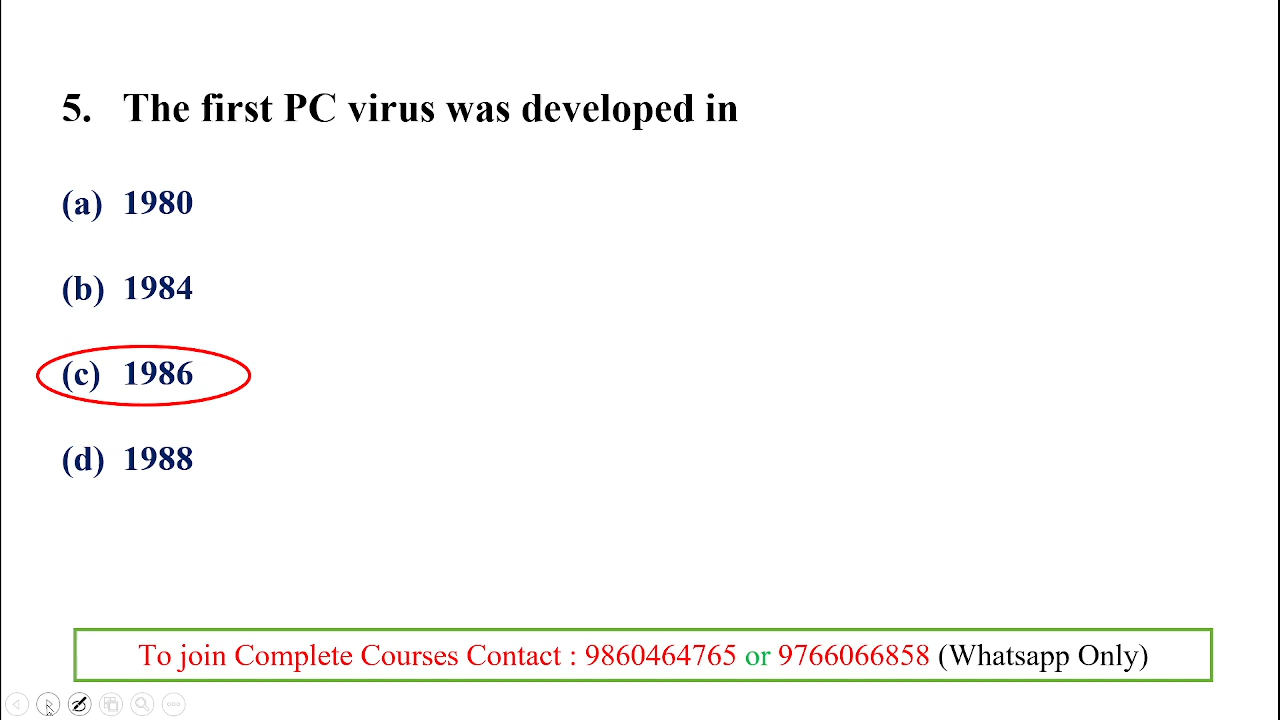 5. The first PC virus was developed in
(a) 1980
(b) 1984
(c) 1986
(d) 1988
To join Complete Courses Contact : 9860464765 or 9766066858 (Whatsapp Only)